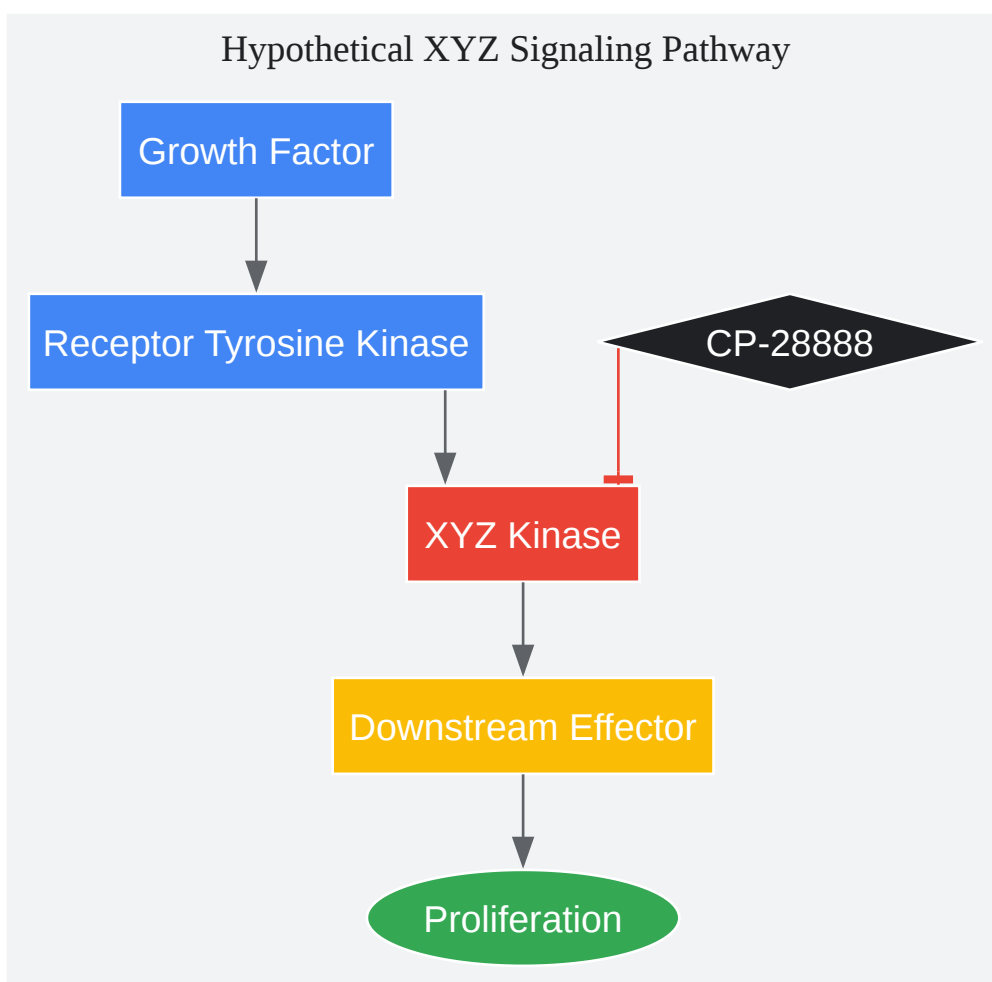 Hypothetical XYZ Signaling Pathway
Growth Factor
Receptor Tyrosine Kinase
CP-28888
XYZ Kinase
Downstream Effector
Proliferation